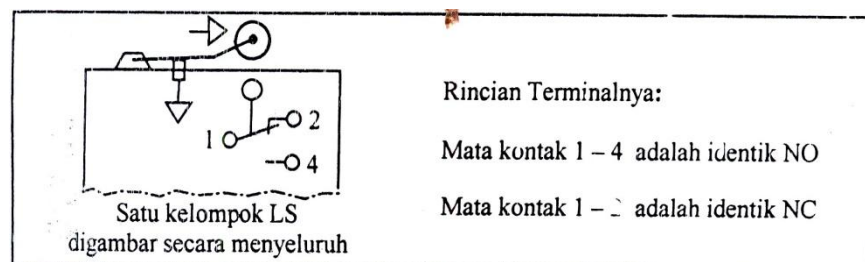 1
2
4
Satu kelompok LS
digambar secara menyeluruh
Rincian Terminalnya:
Mata kontak 1 – 4 adalah identik NO
Mata kontak 1 – adalah identik NC